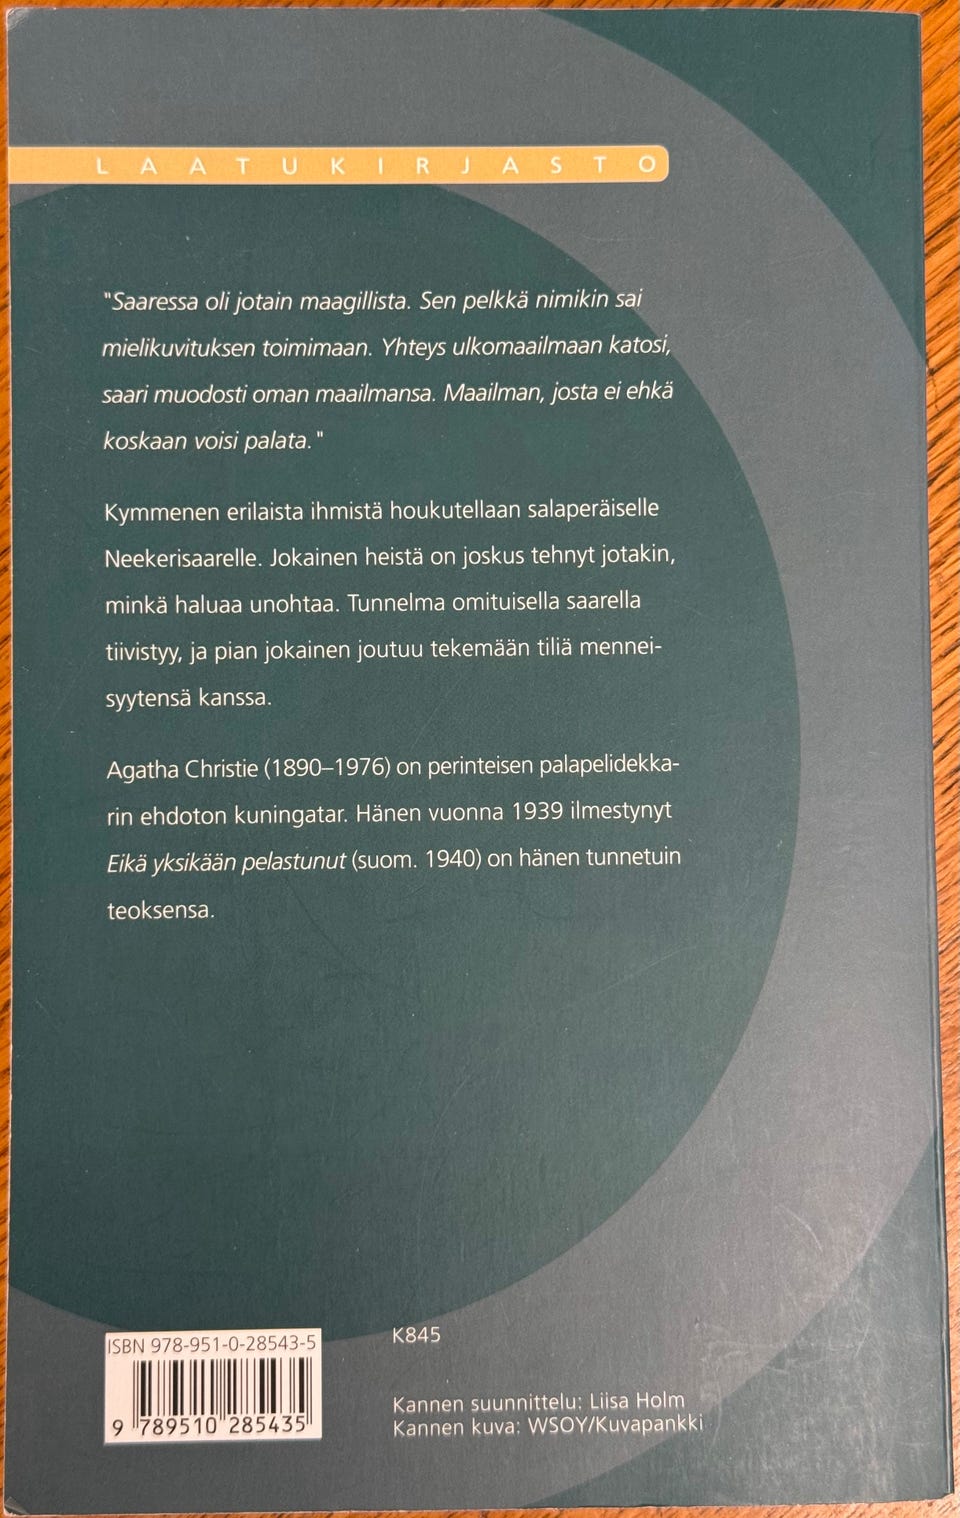 LAATUKIRJASTO
"Saaressa oli jotain maagillista. Sen pelkkä nimikin sai
mielikuvituksen toimimaan. Yhteys ulkomaailmaan katosi,
saari muodosti oman maailmansa. Maailman, josta ei ehkä
koskaan voisi palata."
Kymmenen erilaista ihmistä houkutellaan salaperäiselle
Neekerisaarelle. Jokainen heistä on joskus tehnyt jotakin,
minkä haluaa unohtaa. Tunnelma omituisella saarella
tiivistyy, ja pian jokainen joutuu tekemään tiliä mennei-
syytensä kanssa.
Agatha Christie (1890–1976) on perinteisen palapelidekka-
rin ehdoton kuningatar. Hänen vuonna 1939 ilmestynyt
Eikä yksikään pelastunut (suom. 1940) on hänen tunnetuin
teoksensa.
ISBN 978-951-0-28543-5
9 789510 285435
K845
Kannen suunnittelu: Liisa Holm
Kannen kuva: WSOY/Kuvapankki